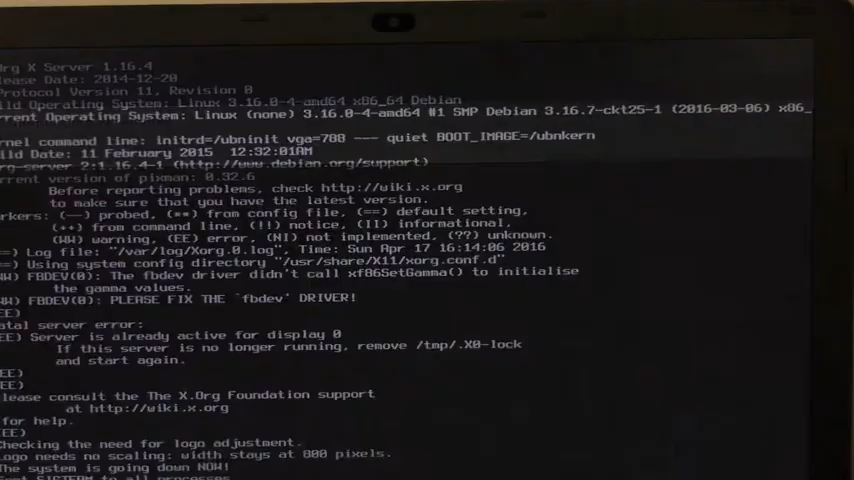 Org X Server 1.16.4
lease Date: 2014-12-20
Protocol Version 11, Revision 0
ild Operating System: Linux 3.16.0-4-amd64 x86_64 Debian
rrent Operating System: Linux (none) 3.16.0-4-amd64 #1 SMP Debian 3.16.7-ckt25-1 (2016-03-06) x86_
rnel command line: initrd=/ubninit vga=788 --- quiet BOOT_IMAGE=/ubnkern
ild Date: 11 February 2015  12:32:01AM
rg-server 2:1.16.4-1 (http://www.debian.org/support)
rrent version of pixman: 0.32.6
Before reporting problems, check http://wiki.x.org
to make sure that you have the latest version.
rkers: (--) probed, (**) from config file, (==) default setting,
(++) from command line, (!!) notice, (II) informational,
(WW) warning, (EE) error, (NI) not implemented, (??) unknown.
=) Log file: "/var/log/Xorg.0.log", Time: Sun Apr 17 16:14:06 2016
=) Using system config directory "/usr/share/X11/xorg.conf.d"
W) FBDEV(0): The fbdev driver didn't call xf86SetGamma() to initialise
the gamma values.
W) FBDEV(0): PLEASE FIX THE `fbdev' DRIVER!
EE)
atal server error:
EE) Server is already active for display 0
If this server is no longer running, remove /tmp/.X0-lock
and start again.
EE)
EE)
lease consult the The X.Org Foundation support
at http://wiki.x.org
for help.
EE)
Checking the need for logo adjustment.
Logo needs no scaling: width stays at 800 pixels.
The system is going down NOW!
Sent SIGTERM to all processes